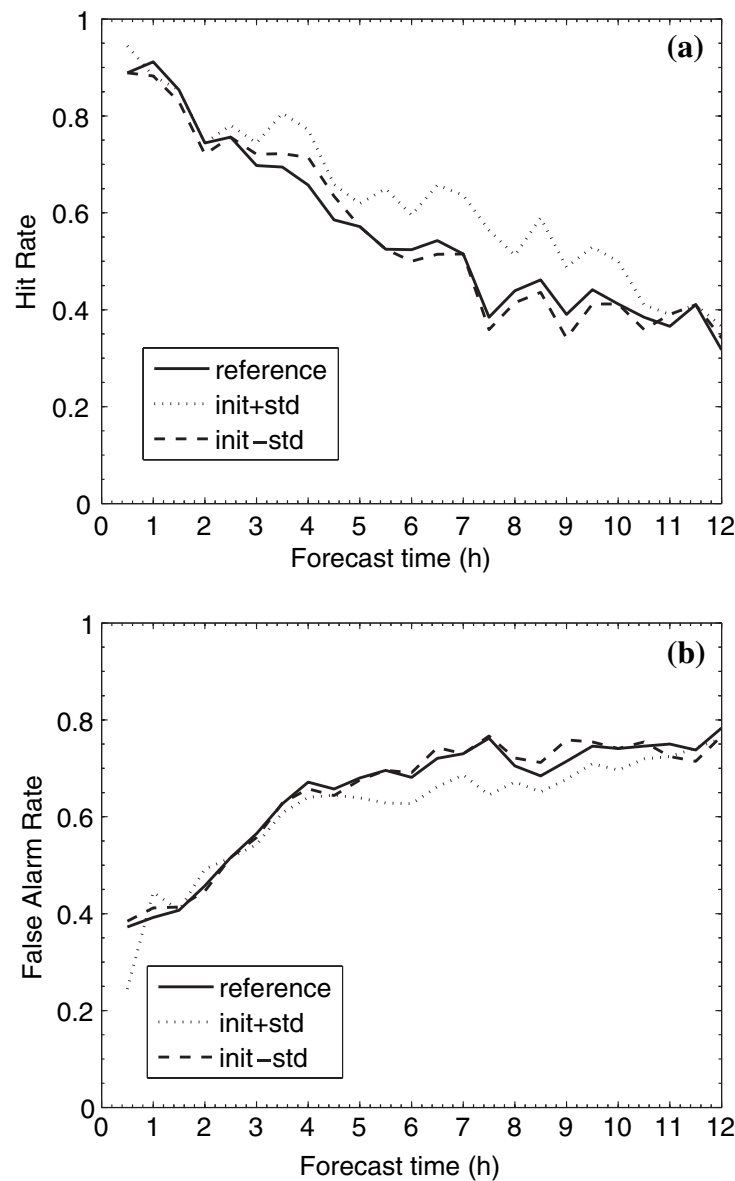 (a)
1
0.8
0.6
0.4
0.2
0
Hit Rate
reference
init+std
init−std
0 1 2 3 4 5 6 7 8 9 10 11 12
Forecast time (h)
(b)
1
0.8
0.6
0.4
0.2
0
False Alarm Rate
reference
init+std
init−std
0 1 2 3 4 5 6 7 8 9 10 11 12
Forecast time (h)